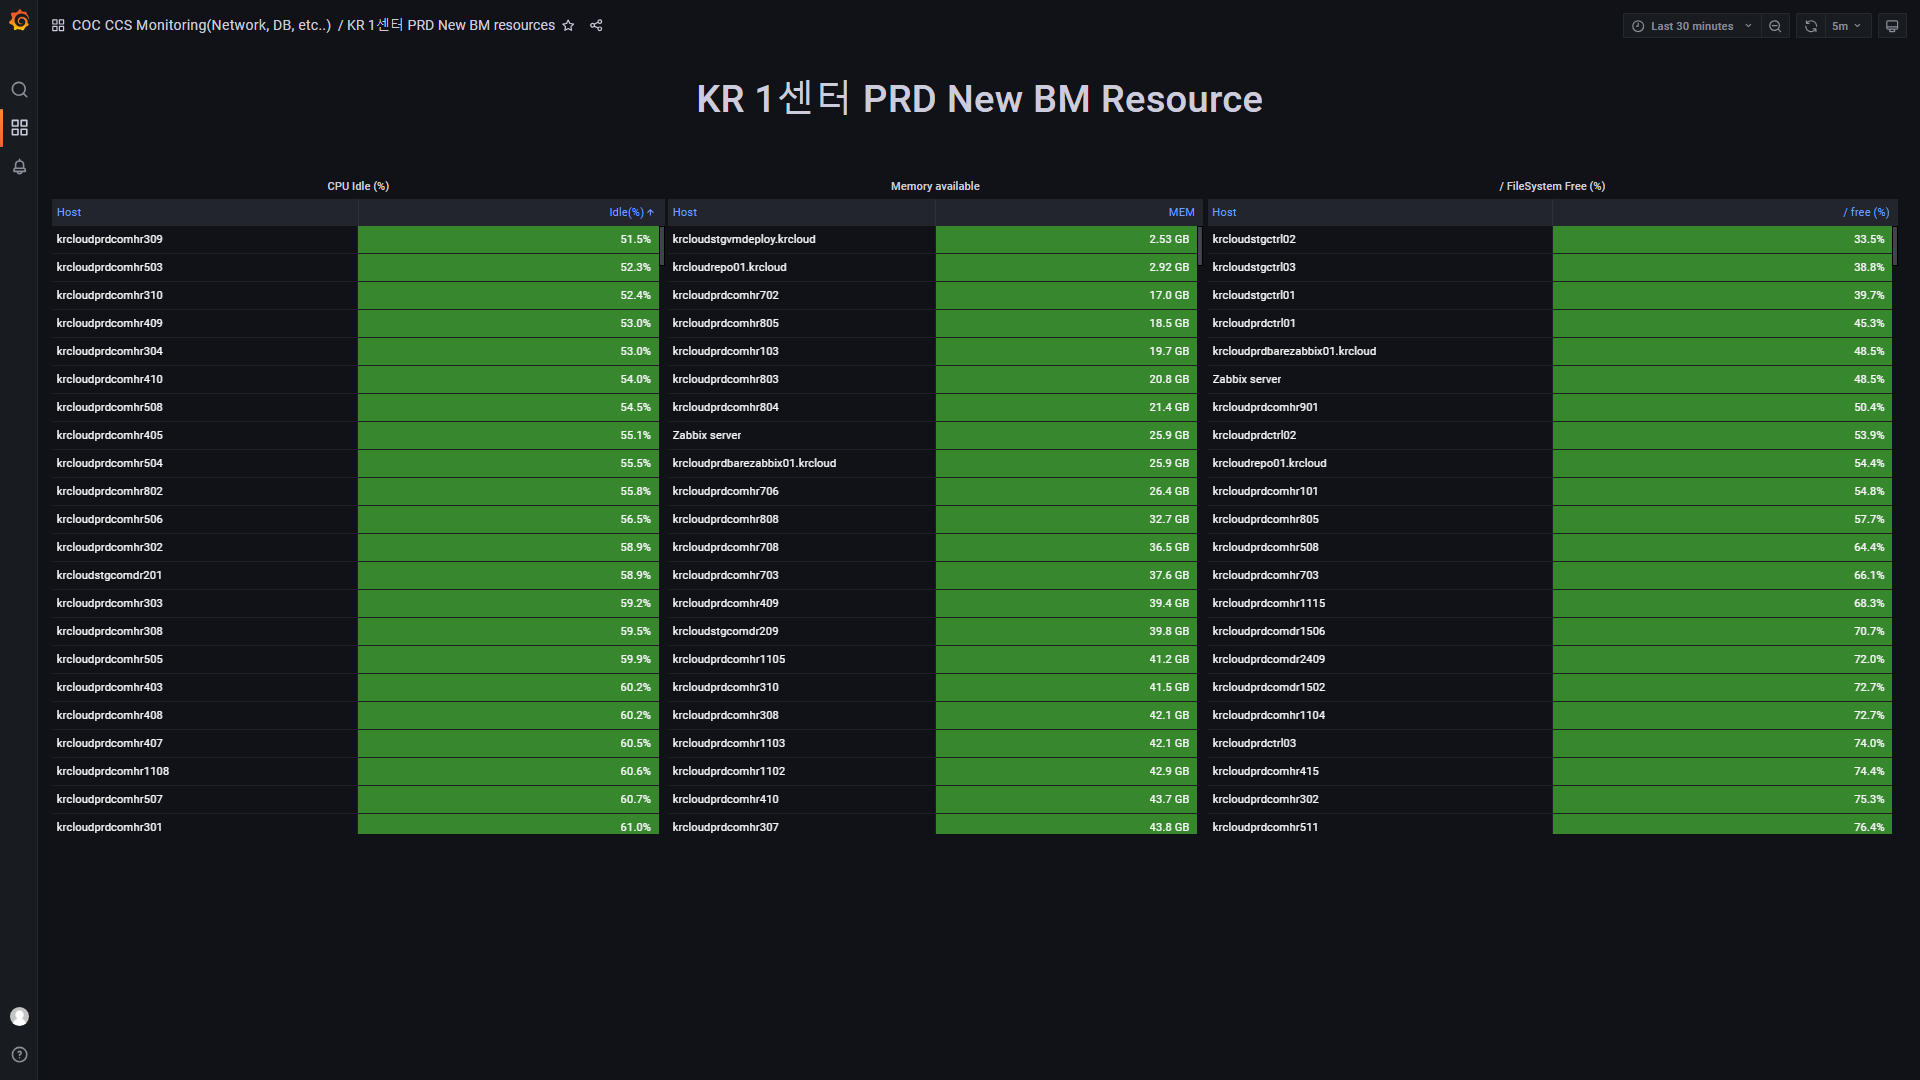 COC CCS Monitoring(Network, DB, etc..) / KR 1센터 PRD New BM resources
Last 30 minutes
5m
KR 1센터 PRD New BM Resource
CPU Idle (%)
Host Idle(%)
krcloudprdcomhr309 51.5%
krcloudprdcomhr503 52.3%
krcloudprdcomhr310 52.4%
krcloudprdcomhr409 53.0%
krcloudprdcomhr304 53.0%
krcloudprdcomhr410 54.0%
krcloudprdcomhr508 54.5%
krcloudprdcomhr405 55.1%
krcloudprdcomhr504 55.5%
krcloudprdcomhr802 55.8%
krcloudprdcomhr506 56.5%
krcloudprdcomhr302 58.9%
krcloudstgcomdr201 58.9%
krcloudprdcomhr303 59.2%
krcloudprdcomhr308 59.5%
krcloudprdcomhr505 59.9%
krcloudprdcomhr403 60.2%
krcloudprdcomhr408 60.2%
krcloudprdcomhr407 60.5%
krcloudprdcomhr1108 60.6%
krcloudprdcomhr507 60.7%
krcloudprdcomhr301 61.0%
Memory available
Host MEM
krcloudstgvmdeploy.krcloud 2.53 GB
krcloudrepo01.krcloud 2.92 GB
krcloudprdcomhr702 17.0 GB
krcloudprdcomhr805 18.5 GB
krcloudprdcomhr103 19.7 GB
krcloudprdcomhr803 20.8 GB
krcloudprdcomhr804 21.4 GB
Zabbix server 25.9 GB
krcloudprdbarezabbix01.krcloud 25.9 GB
krcloudprdcomhr706 26.4 GB
krcloudprdcomhr808 32.7 GB
krcloudprdcomhr708 36.5 GB
krcloudprdcomhr703 37.6 GB
krcloudprdcomhr409 39.4 GB
krcloudstgcomdr209 39.8 GB
krcloudprdcomhr1105 41.2 GB
krcloudprdcomhr310 41.5 GB
krcloudprdcomhr308 42.1 GB
krcloudprdcomhr1103 42.1 GB
krcloudprdcomhr1102 42.9 GB
krcloudprdcomhr410 43.7 GB
krcloudprdcomhr307 43.8 GB
/ FileSystem Free (%)
Host / free (%)
krcloudstgctrl02 33.5%
krcloudstgctrl03 38.8%
krcloudstgctrl01 39.7%
krcloudprdctrl01 45.3%
krcloudprdbarezabbix01.krcloud 48.5%
Zabbix server 48.5%
krcloudprdcomhr901 50.4%
krcloudprdctrl02 53.9%
krcloudrepo01.krcloud 54.4%
krcloudprdcomhr101 54.8%
krcloudprdcomhr805 57.7%
krcloudprdcomhr508 64.4%
krcloudprdcomhr703 66.1%
krcloudprdcomhr1115 68.3%
krcloudprdcomdr1506 70.7%
krcloudprdcomdr2409 72.0%
krcloudprdcomdr1502 72.7%
krcloudprdcomhr1104 72.7%
krcloudprdctrl03 74.0%
krcloudprdcomhr415 74.4%
krcloudprdcomhr302 75.3%
krcloudprdcomhr511 76.4%